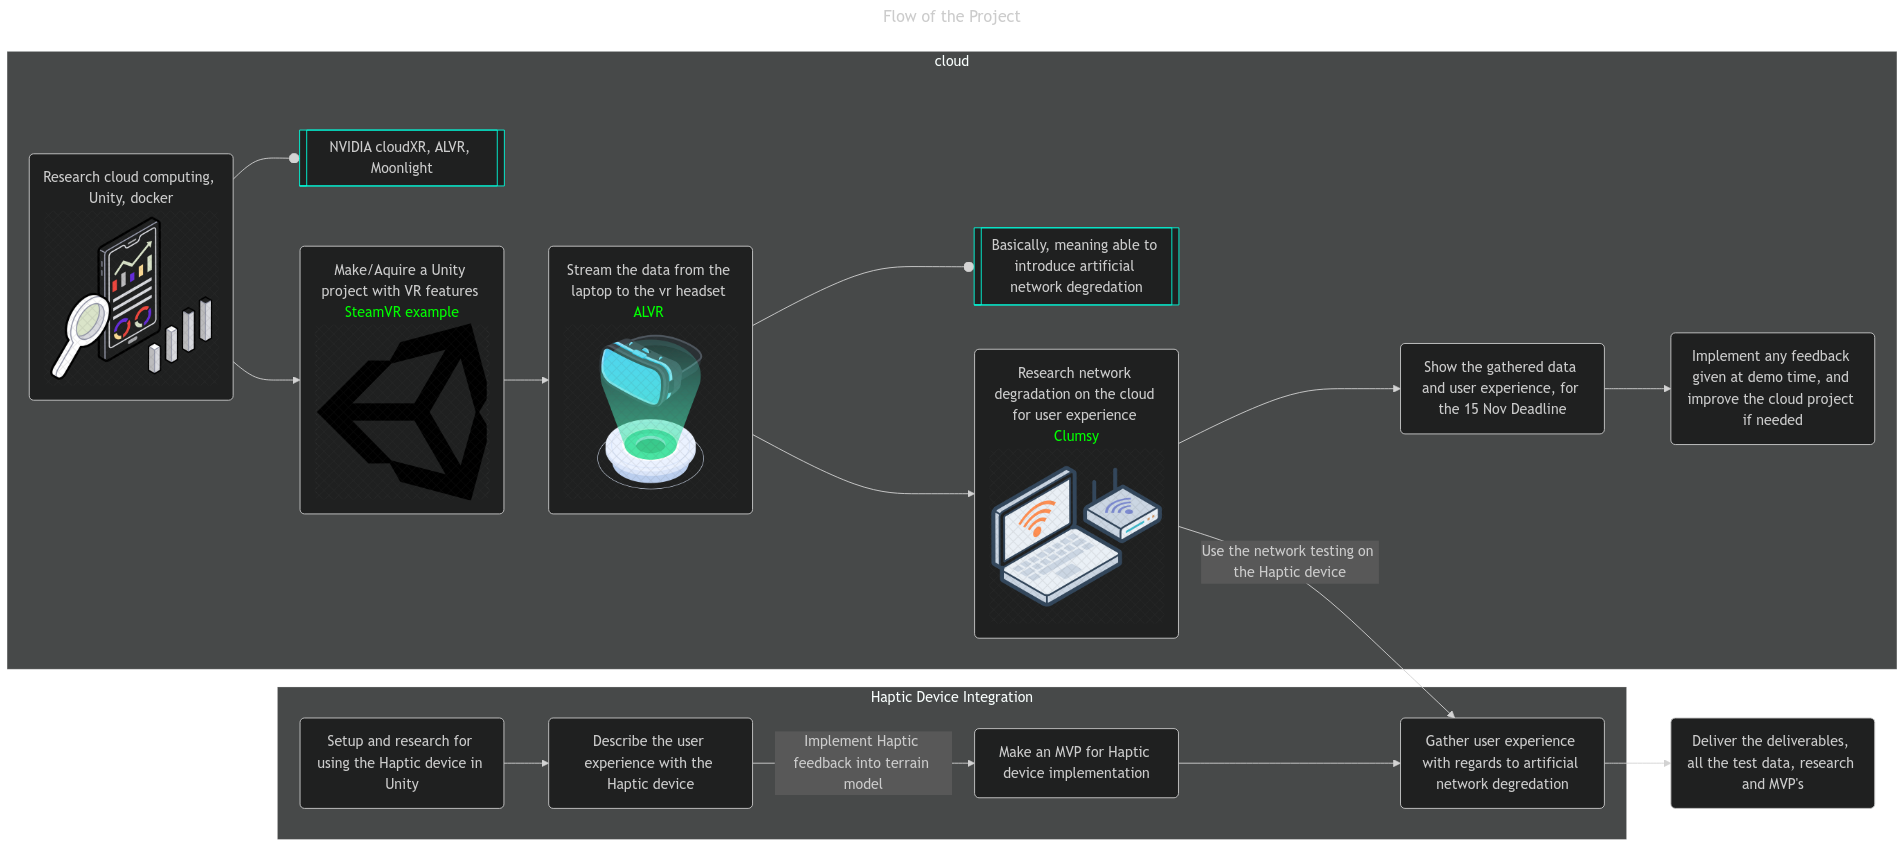 Flow of the Project
cloud
Research cloud computing,
Unity, docker
NVIDIA cloudXR, ALVR,
Moonlight
Make/Aquire a Unity
project with VR features
SteamVR example
Stream the data from the
laptop to the vr headset
ALVR
Basically, meaning able to
introduce artificial
network degredation
Research network
degradation on the cloud
for user experience
Clumsy
Show the gathered data
and user experience, for
the 15 Nov Deadline
Implement any feedback
given at demo time, and
improve the cloud project
if needed
Use the network testing on
the Haptic device
Haptic Device Integration
Setup and research for
using the Haptic device in
Unity
Describe the user
experience with the
Haptic device
Implement Haptic
feedback into terrain
model
Make an MVP for Haptic
device implementation
Gather user experience
with regards to artificial
network degredation
Deliver the deliverables,
all the test data, research
and MVP's